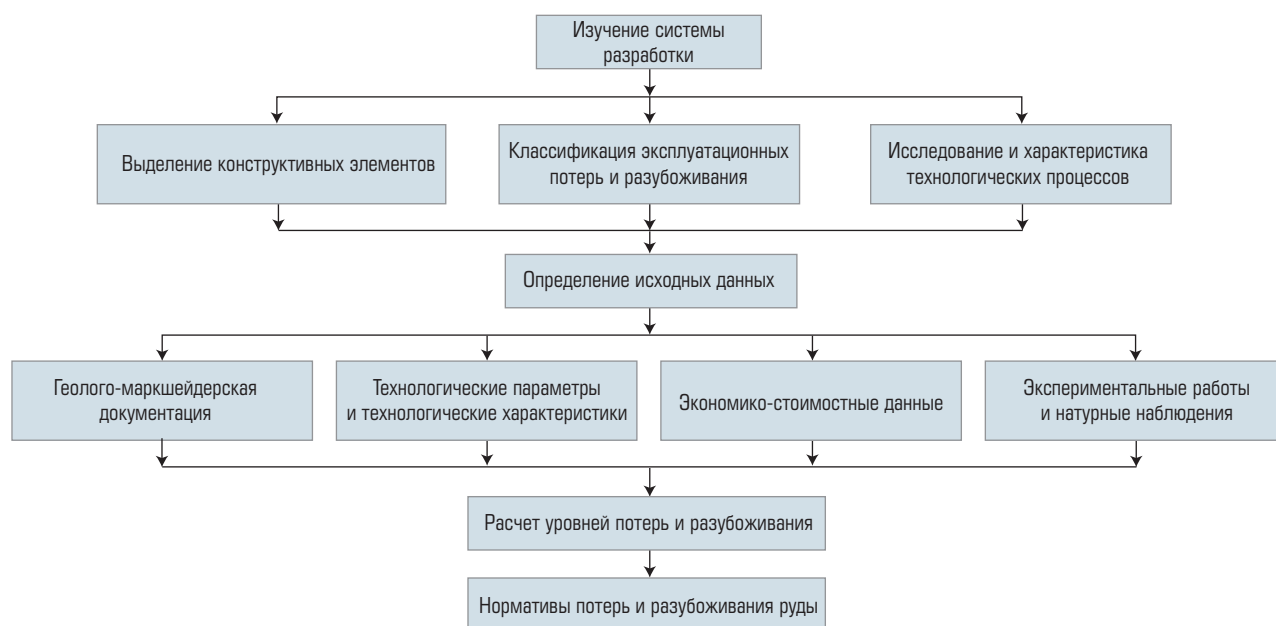 Изучение системы
разработки
Выделение конструктивных элементов
Классификация эксплуатационных
потерь и разубоживания
Исследование и характеристика
технологических процессов
Определение исходных данных
Геолого-маркшейдерская
документация
Технологические параметры
и технологические характеристики
Экономико-стоимостные данные
Экспериментальные работы
и натурные наблюдения
Расчет уровней потерь и разубоживания
Нормативы потерь и разубоживания руды